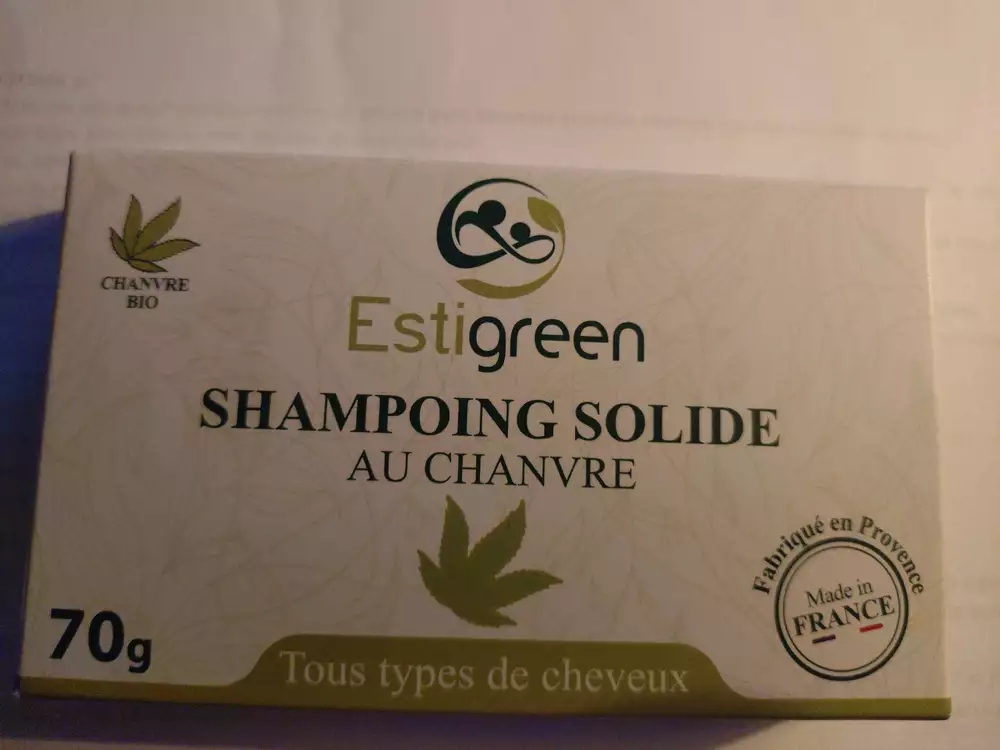 CHANVRE
BIO
Estigreen
SHAMPOING SOLIDE
AU CHANVRE
Fabriqué en Provence
Made in
FRANCE
70g
Tous types de cheveux